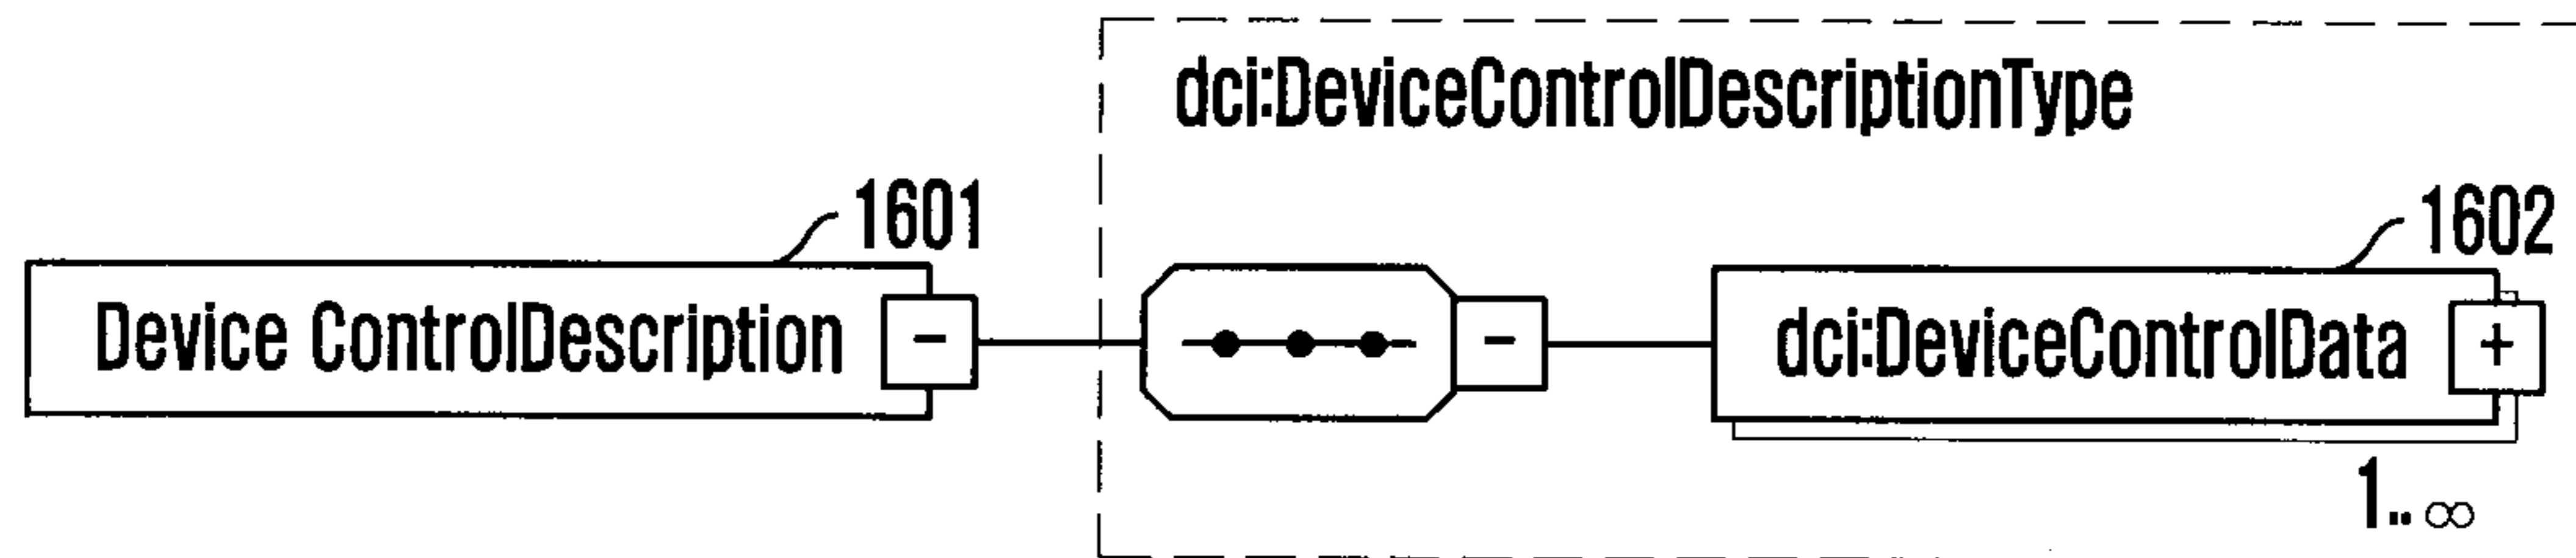 dci:DeviceControlDescriptionType
1601
1602
Device ControlDescription
-
-
dci:DeviceControlData
+
1..∞